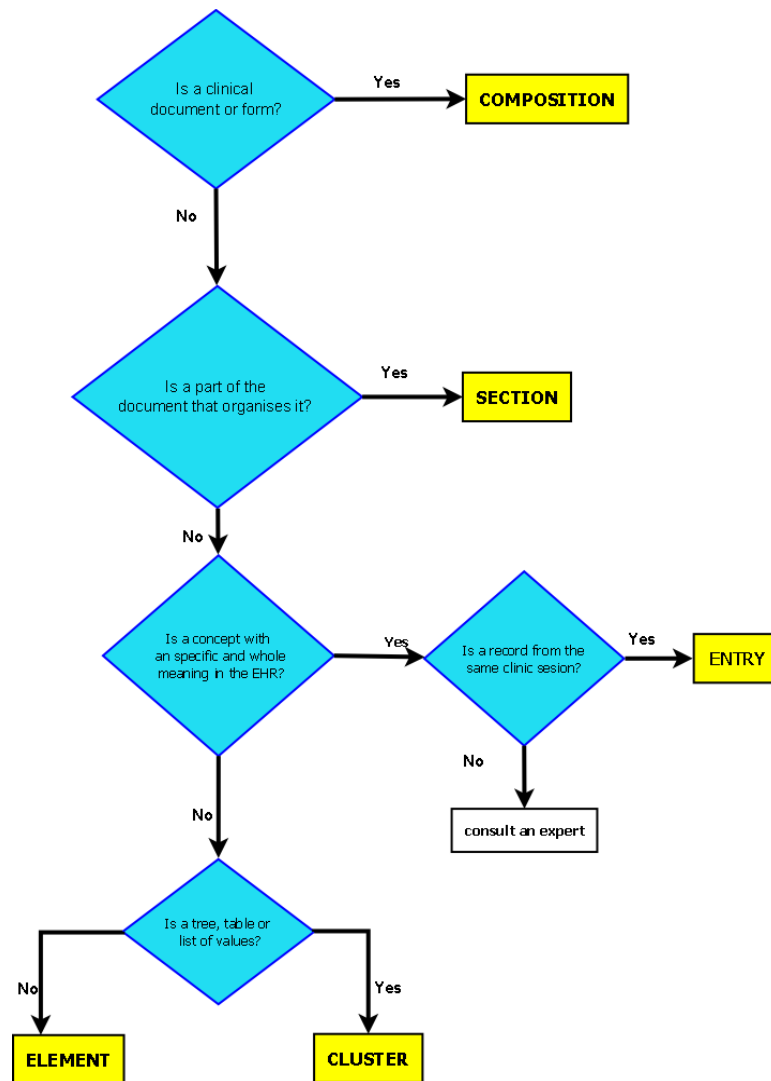 Is a clinical
document or form?
Yes
COMPOSITION
No
Is a part of the
document that organises it?
Yes
SECTION
No
Is a concept with
an specific and whole
meaning in the EHR?
Yes
Is a record from the
same clinic sesion?
Yes
ENTRY
No
consult an expert
No
Is a tree, table or
list of values?
No
Yes
ELEMENT
CLUSTER